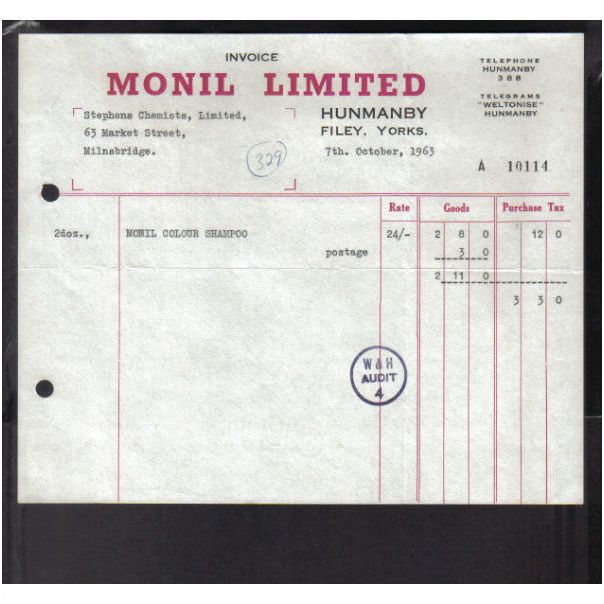 INVOICE
MONIL LIMITED
TELEPHONE
HUNMANBY
388
TELEGRAMS
"WELTONISE"
HUNMANBY
Stephens Chemists, Limited,
63 Market Street,
Milnsbridge.
329
HUNMANBY
FILEY, YORKS.
7th. October, 1963
A 10114
Rate Goods Purchase Tax
2doz., MONIL COLOUR SHAMPOO 24/- 2 8 0 12 0
postage 3 0
2 11 0
3 3 0
W & H
AUDIT
4